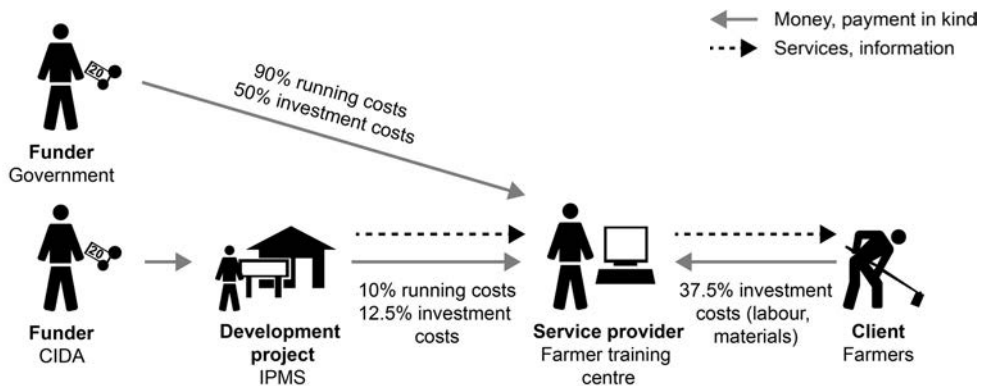 Money, payment in kind
Services, information
20
90% running costs
50% investment costs
Funder
Government
20
Funder
CIDA
Development
project
IPMS
10% running costs
12.5% investment
costs
Service provider
Farmer training
centre
37.5% investment
costs (labour,
materials)
Client
Farmers